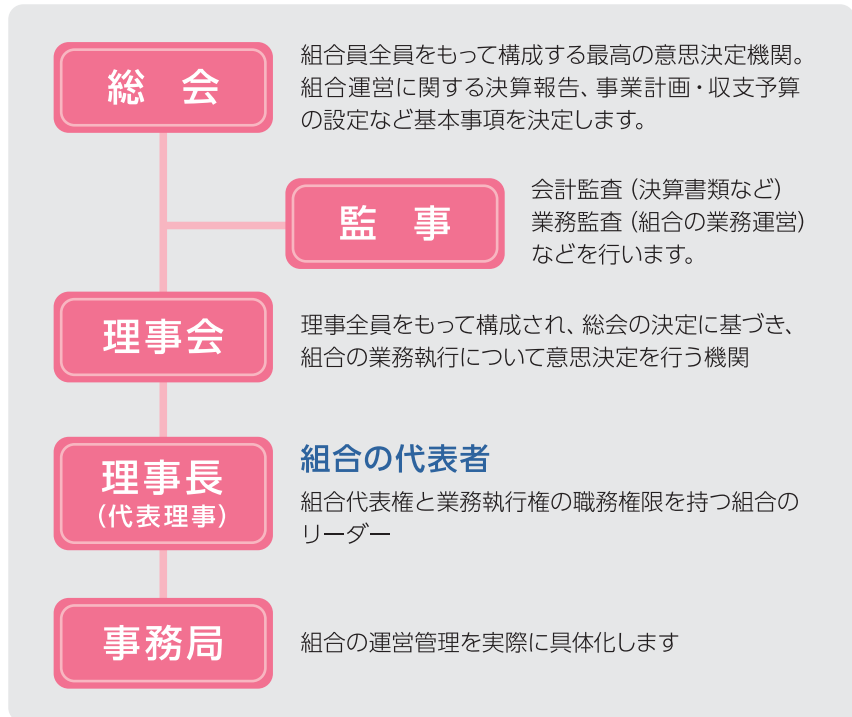 総　会
組合員全員をもって構成する最高の意思決定機関。
組合運営に関する決算報告、事業計画・収支予算
の設定など基本事項を決定します。
監　事
会計監査（決算書類など）
業務監査（組合の業務運営）
などを行います。
理事会
理事全員をもって構成され、総会の決定に基づき、
組合の業務執行について意思決定を行う機関
理事長
（代表理事）
組合の代表者
組合代表権と業務執行権の職務権限を持つ組合の
リーダー
事務局
組合の運営管理を実際に具体化します